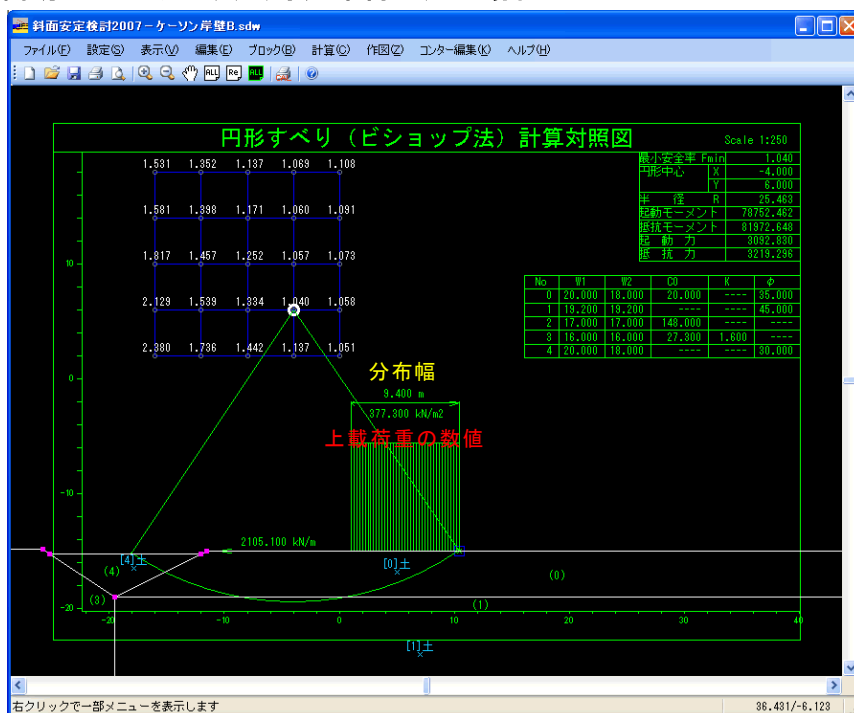 斜面安定検討2007－ケーソン岸壁B.sdw
ファイル(F) 設定(S) 表示(V) 編集(E) ブロック(B) 計算(C) 作図(Z) コンター編集(K) ヘルプ(H)
ALL Re ALL
円形すべり（ビショップ法）計算対照図
Scale 1:250
最小安全率 Fmin 1.040
円形中心 X -4.000
Y 6.000
半 径 R 25.463
起動モーメント 78752.462
抵抗モーメント 81972.648
起 動 力 3092.830
抵 抗 力 3219.296
1.531 1.352 1.137 1.069 1.108
1.581 1.398 1.171 1.060 1.091
1.817 1.457 1.252 1.057 1.073
2.129 1.539 1.334 1.040 1.058
2.380 1.736 1.442 1.137 1.051
No W1 W2 C0 K φ
0 20.000 18.000 20.000 ---- 35.000
1 19.200 19.200 ---- ---- 45.000
2 17.000 17.000 148.000 ---- ----
3 16.000 16.000 27.300 1.600 ----
4 20.000 18.000 ---- ---- 30.000
10
0
-10
-20
分布幅
9.400 m
377.300 kN/m2
上載荷重の数値
2105.100 kN/m
[4]土
[0]土
(4)
(0)
(3)
(1)
-20 -10 0 10 20 30 40
[1]土
右クリックで一部メニューを表示します
36.431/-6.123